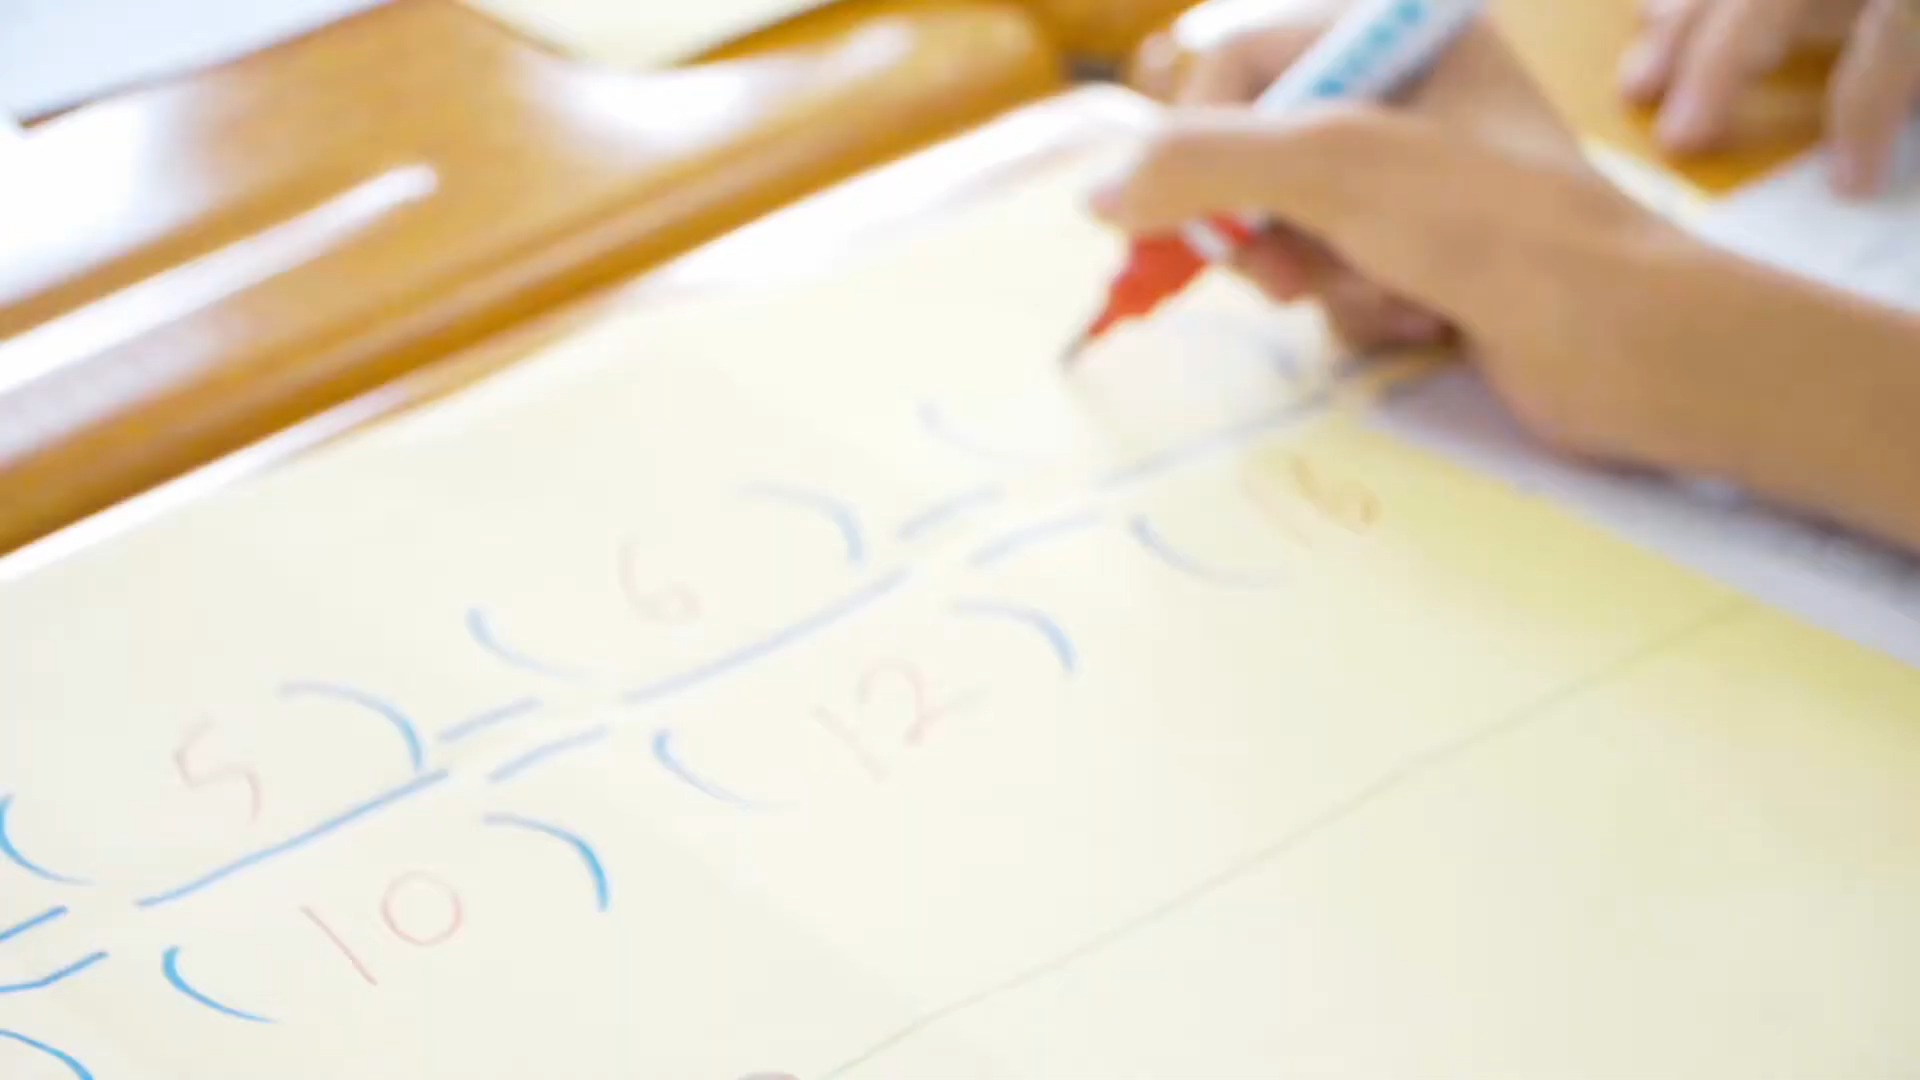 ( 5 ) = ( 6 ) = (
( 10 ) ( 12 ) ( 16